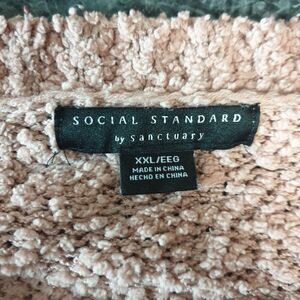 SOCIAL STANDARD
by Sanctuary
XXL/EEG
MADE IN CHINA
HECHO EN CHINA